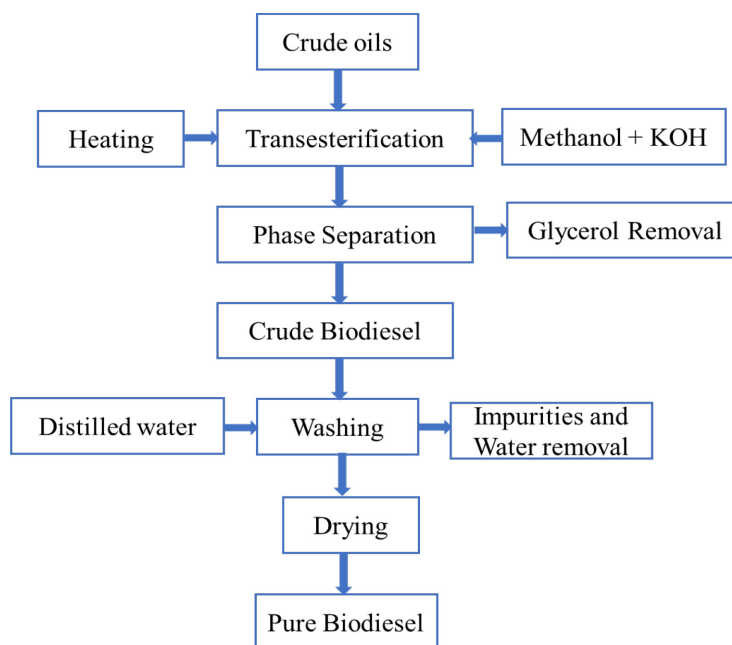 Crude oils
Heating
Transesterification
Methanol + KOH
Phase Separation
Glycerol Removal
Crude Biodiesel
Distilled water
Washing
Impurities and
Water removal
Drying
Pure Biodiesel